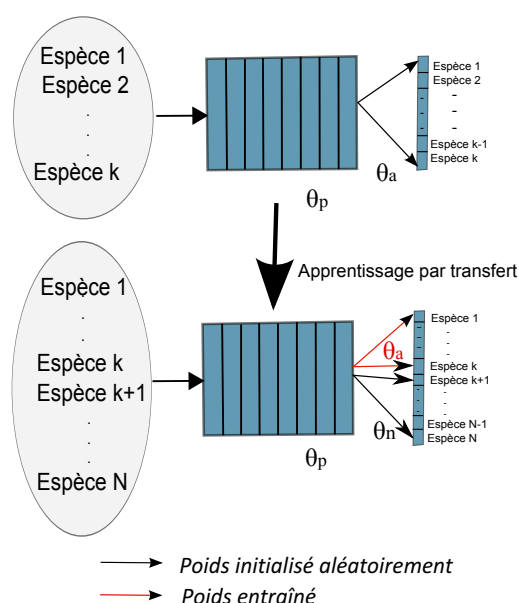 Espèce 1
Espèce 2
.
.
.
Espèce k
θp
θa
Espèce 1
Espèce 2
-
-
-
Espèce k-1
Espèce k
Apprentissage par transfert
Espèce 1
.
.
Espèce k
Espèce k+1
.
.
.
Espèce N
θp
θa
θn
Espèce 1
.
.
Espèce k
Espèce k+1
.
.
.
Espèce N-1
Espèce N
Poids initialisé aléatoirement
Poids entraîné